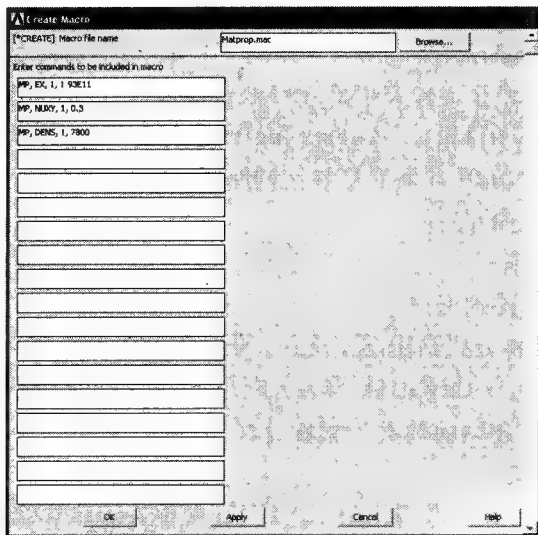 Create Macro
[*CREATE] Macro file name Matprop.mac Browse...
Enter commands to be included in macro
MP, EX, 1, 1 93E11
MP, NUXY, 1, 0.3
MP, DENS, 1, 7800
OK Apply Cancel Help